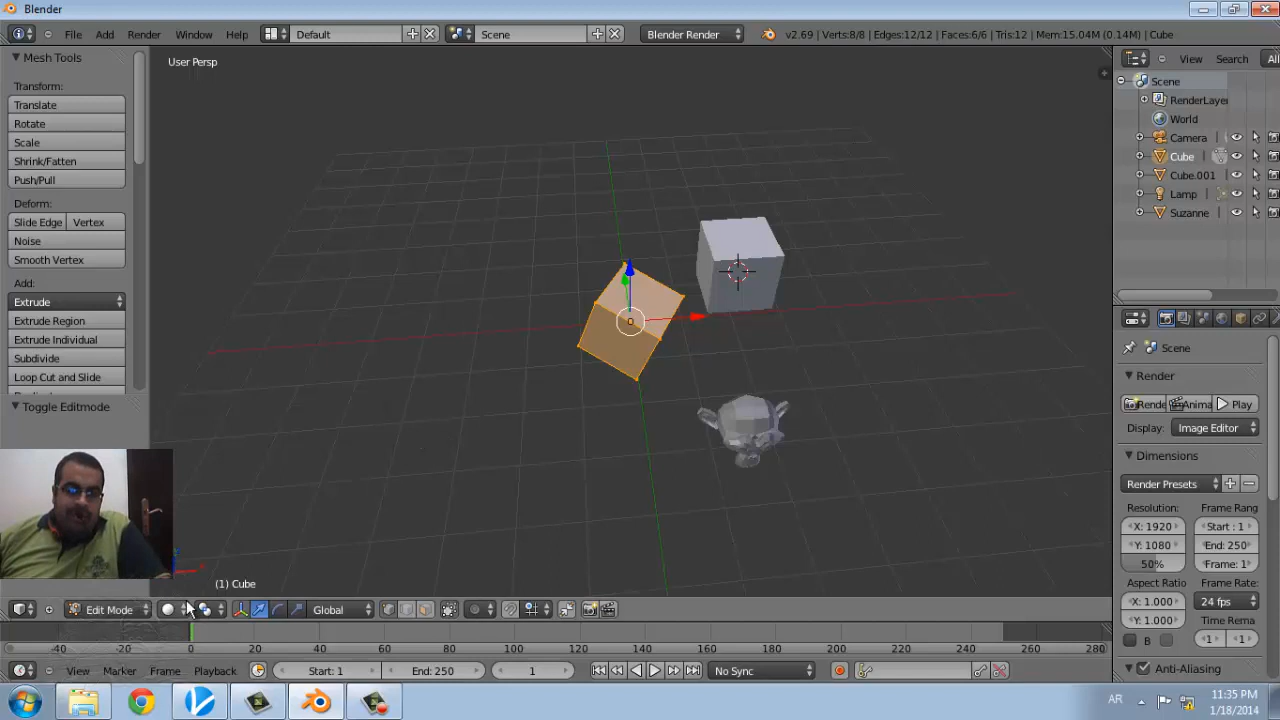 Blender
File Add Render Window Help Default Scene Blender Render v2.69 | Verts:8/8 | Edges:12/12 | Faces:6/6 | Tris:12 | Mem:15.04M (0.14M) | Cube
Mesh Tools
User Persp
View Search All
Transform:
Translate
Rotate
Scale
Shrink/Fatten
Push/Pull
Deform:
Slide Edge Vertex
Noise
Smooth Vertex
Add:
Extrude
Extrude Region
Extrude Individual
Subdivide
Loop Cut and Slide
Toggle Editmode
Scene
RenderLayer
World
Camera
Cube
Cube.001
Lamp
Suzanne
Scene
Render
Rende Anima Play
Display: Image Editor
Dimensions
Render Presets
Resolution: Frame Rang
X: 1920 Start : 1
Y: 1080 End: 250
50% Frame: 1
Aspect Ratio Frame Rate:
X: 1.000 24 fps
Y: 1.000 Time Rema
B 1 1
Anti-Aliasing
(1) Cube
Edit Mode Global
-40 -20 0 20 40 60 80 100 120 140 160 180 200 220 240 260 280
View Marker Frame Playback Start: 1 End: 250 1 No Sync
AR 11:35 PM
1/18/2014